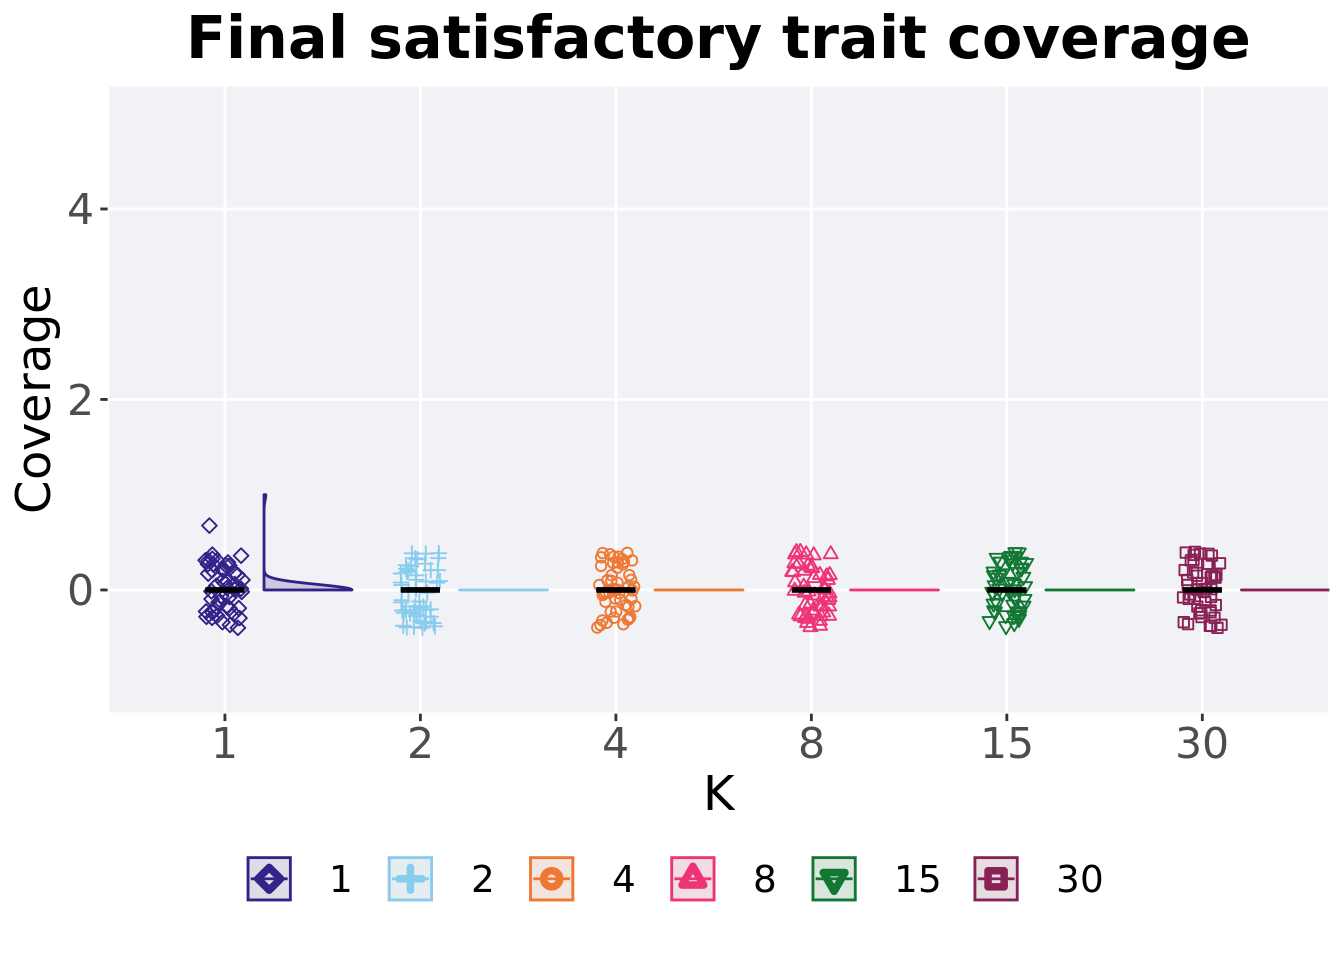 Final satisfactory trait coverage
Coverage
4
2
0
1 2 4 8 15 30
K
1 2 4 8 15 30